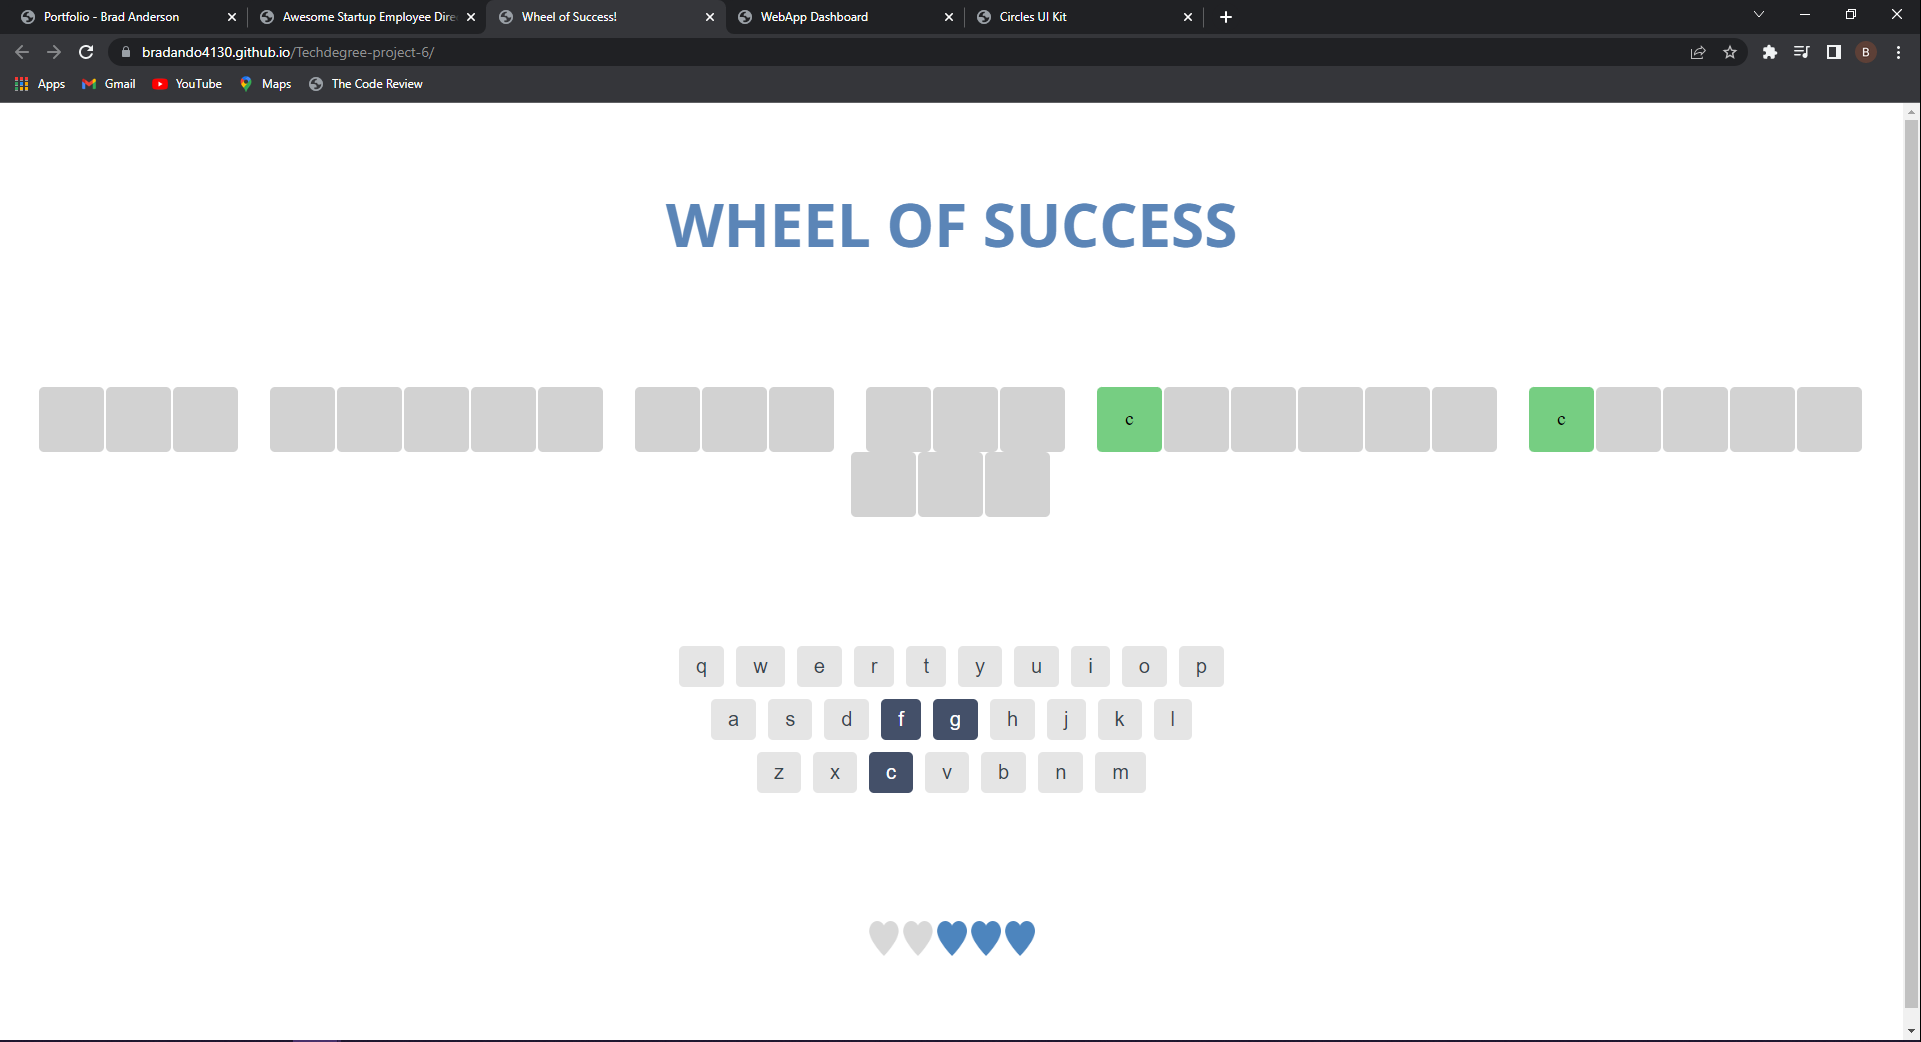 Portfolio - Brad Anderson
Awesome Startup Employee Dire
Wheel of Success!
WebApp Dashboard
Circles UI Kit
bradando4130.github.io/Techdegree-project-6/
B
Apps
Gmail
YouTube
Maps
The Code Review
WHEEL OF SUCCESS
c c
q w e r t y u i o p
a s d f g h j k l
z x c v b n m